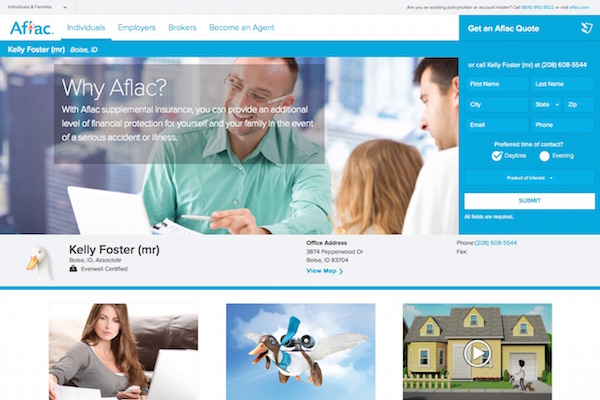 Individuals & Families
Are you an existing policyholder or account holder? Call (800) 992-3522 or visit aflac.com
Aflac.
Individuals
Employers
Brokers
Become an Agent
Get an Aflac Quote
Kelly Foster (mr) Boise, ID
or call Kelly Foster (mr) at (208) 608-5544
First Name
Last Name
City
State
Zip
Email
Phone
Preferred time of contact?
Daytime
Evening
Product of Interest
SUBMIT
All fields are required.
Why Aflac?
With Aflac supplemental insurance, you can provide an additional
level of financial protection for yourself and your family in the event
of a serious accident or illness.
Kelly Foster (mr)
Boise, ID, Associate
Everwell Certified
Office Address
3874 Pepperwood Dr
Boise, ID 83704
View Map
Phone:(208) 608-5544
Fax: